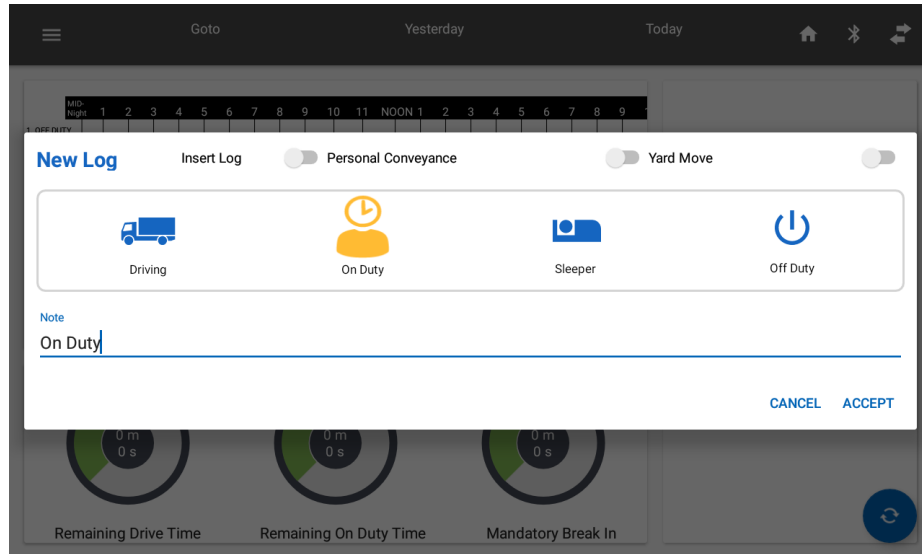 Goto Yesterday Today
MID-
Night 1 2 3 4 5 6 7 8 9 10 11 NOON 1 2 3 4 5 6 7 8 9
1. OFF DUTY
New Log Insert Log Personal Conveyance Yard Move
Driving On Duty Sleeper Off Duty
Note
On Duty
CANCEL ACCEPT
0 m 0 m 0 m
0 s 0 s 0 s
Remaining Drive Time Remaining On Duty Time Mandatory Break In